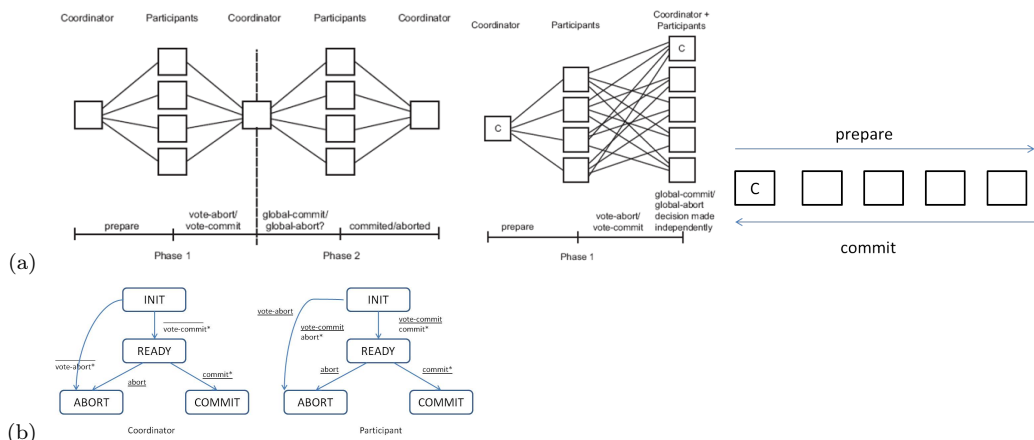 Coordinator Participants Coordinator Participants Coordinator
prepare
vote-abort/
vote-commit
global-commit/
global-abort?
commited/aborted
Phase 1 Phase 2
Coordinator Participants
Coordinator +
Participants
C
C
prepare
vote-abort/
vote-commit
global-commit/
global-abort
decision made
independently
Phase 1
prepare
C
commit
(a)
INIT
vote-commit*
READY
vote-abort*
abort
commit*
ABORT COMMIT
Coordinator
INIT
vote-abort
vote-commit
abort*
vote-commit
commit*
READY
abort
commit*
ABORT COMMIT
Participant
(b)